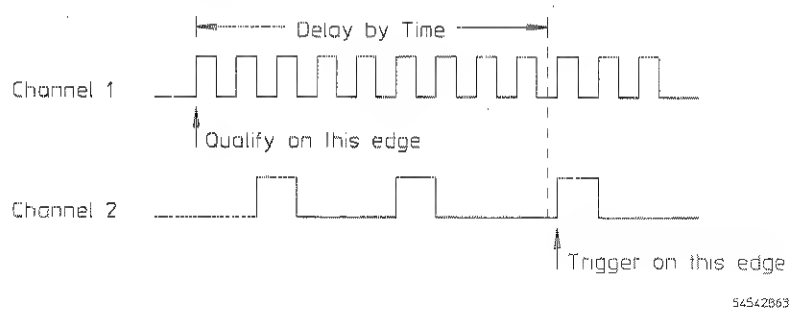 Delay by Time
Channel 1
Qualify on this edge
Channel 2
Trigger on this edge
54542B63